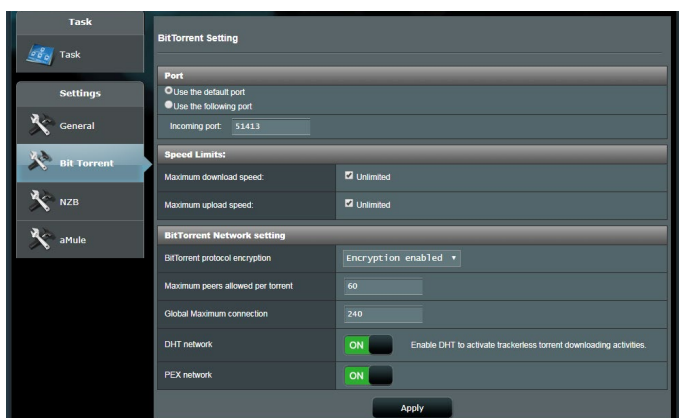 Task
Task
Settings
General
Bit Torrent
NZB
aMule
BitTorrent Setting
Port
Use the default port
Use the following port
Incoming port: 51413
Speed Limits:
Maximum download speed: Unlimited
Maximum upload speed: Unlimited
BitTorrent Network setting
BitTorrent protocol encryption Encryption enabled
Maximum peers allowed per torrent 60
Global Maximum connection 240
DHT network ON Enable DHT to activate trackerless torrent downloading activities.
PEX network ON
Apply